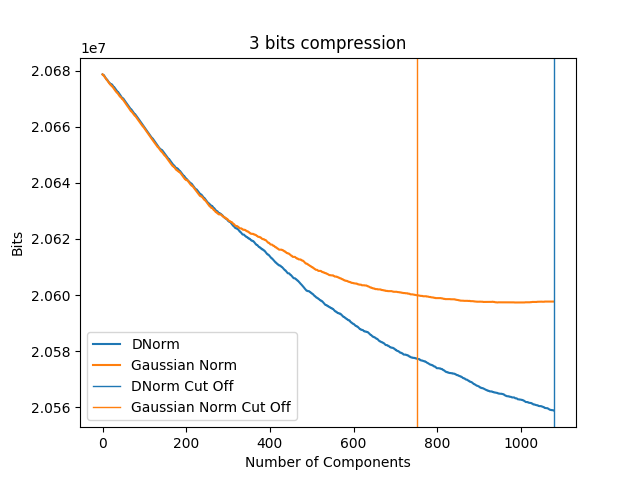 3 bits compression
1e7
2.068
2.066
2.064
2.062
2.060
2.058
2.056
Bits
DNorm
Gaussian Norm
DNorm Cut Off
Gaussian Norm Cut Off
0 200 400 600 800 1000
Number of Components